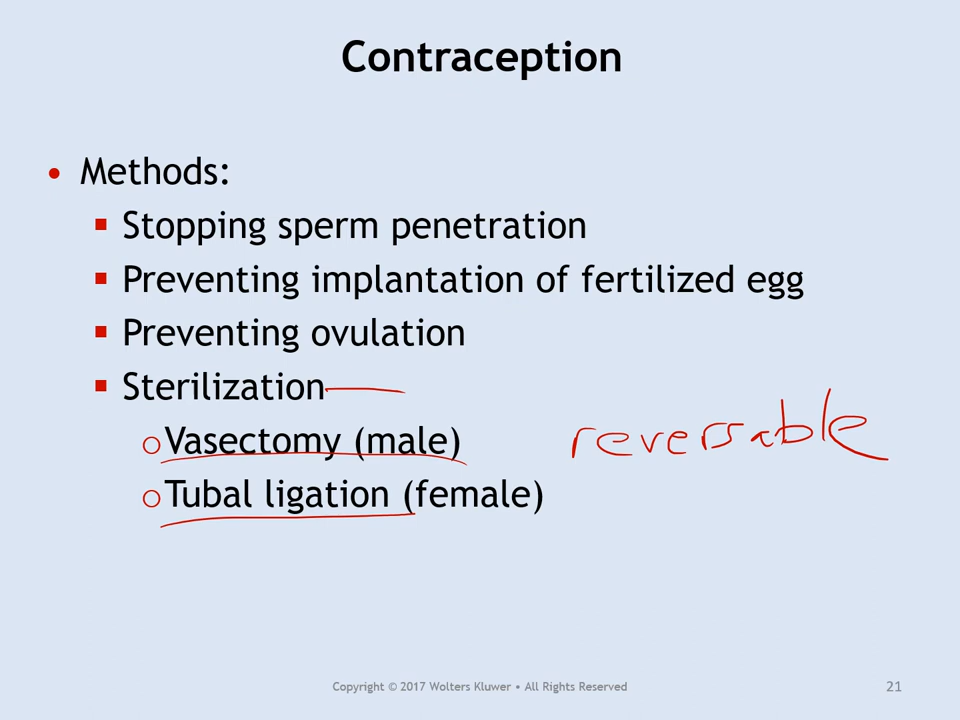 Contraception
• Methods:
▪ Stopping sperm penetration
▪ Preventing implantation of fertilized egg
▪ Preventing ovulation
▪ Sterilization
o Vasectomy (male)
reversable
o Tubal ligation (female)
Copyright © 2017 Wolters Kluwer • All Rights Reserved
21